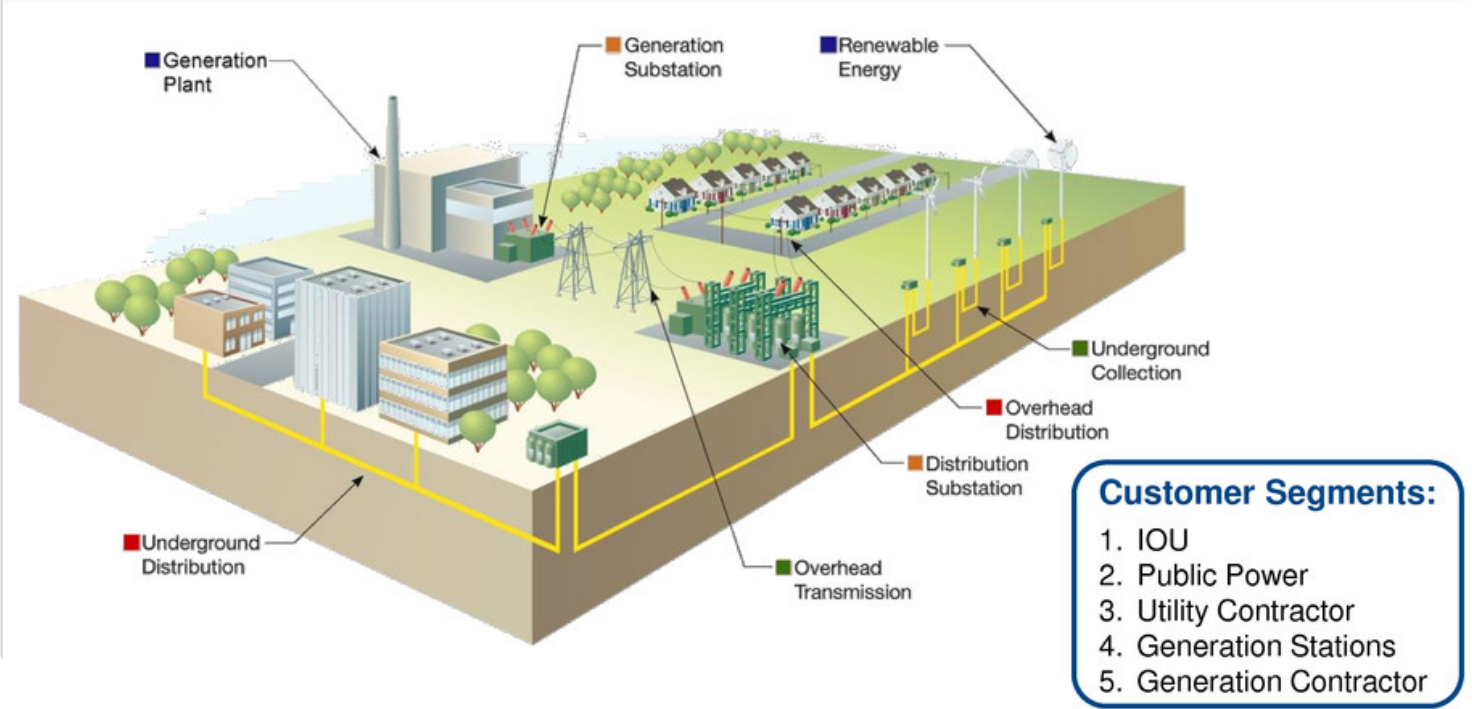 Generation
Plant
Generation
Substation
Renewable
Energy
Underground
Collection
Overhead
Distribution
Distribution
Substation
Underground
Distribution
Overhead
Transmission
Customer Segments:
1. IOU
2. Public Power
3. Utility Contractor
4. Generation Stations
5. Generation Contractor